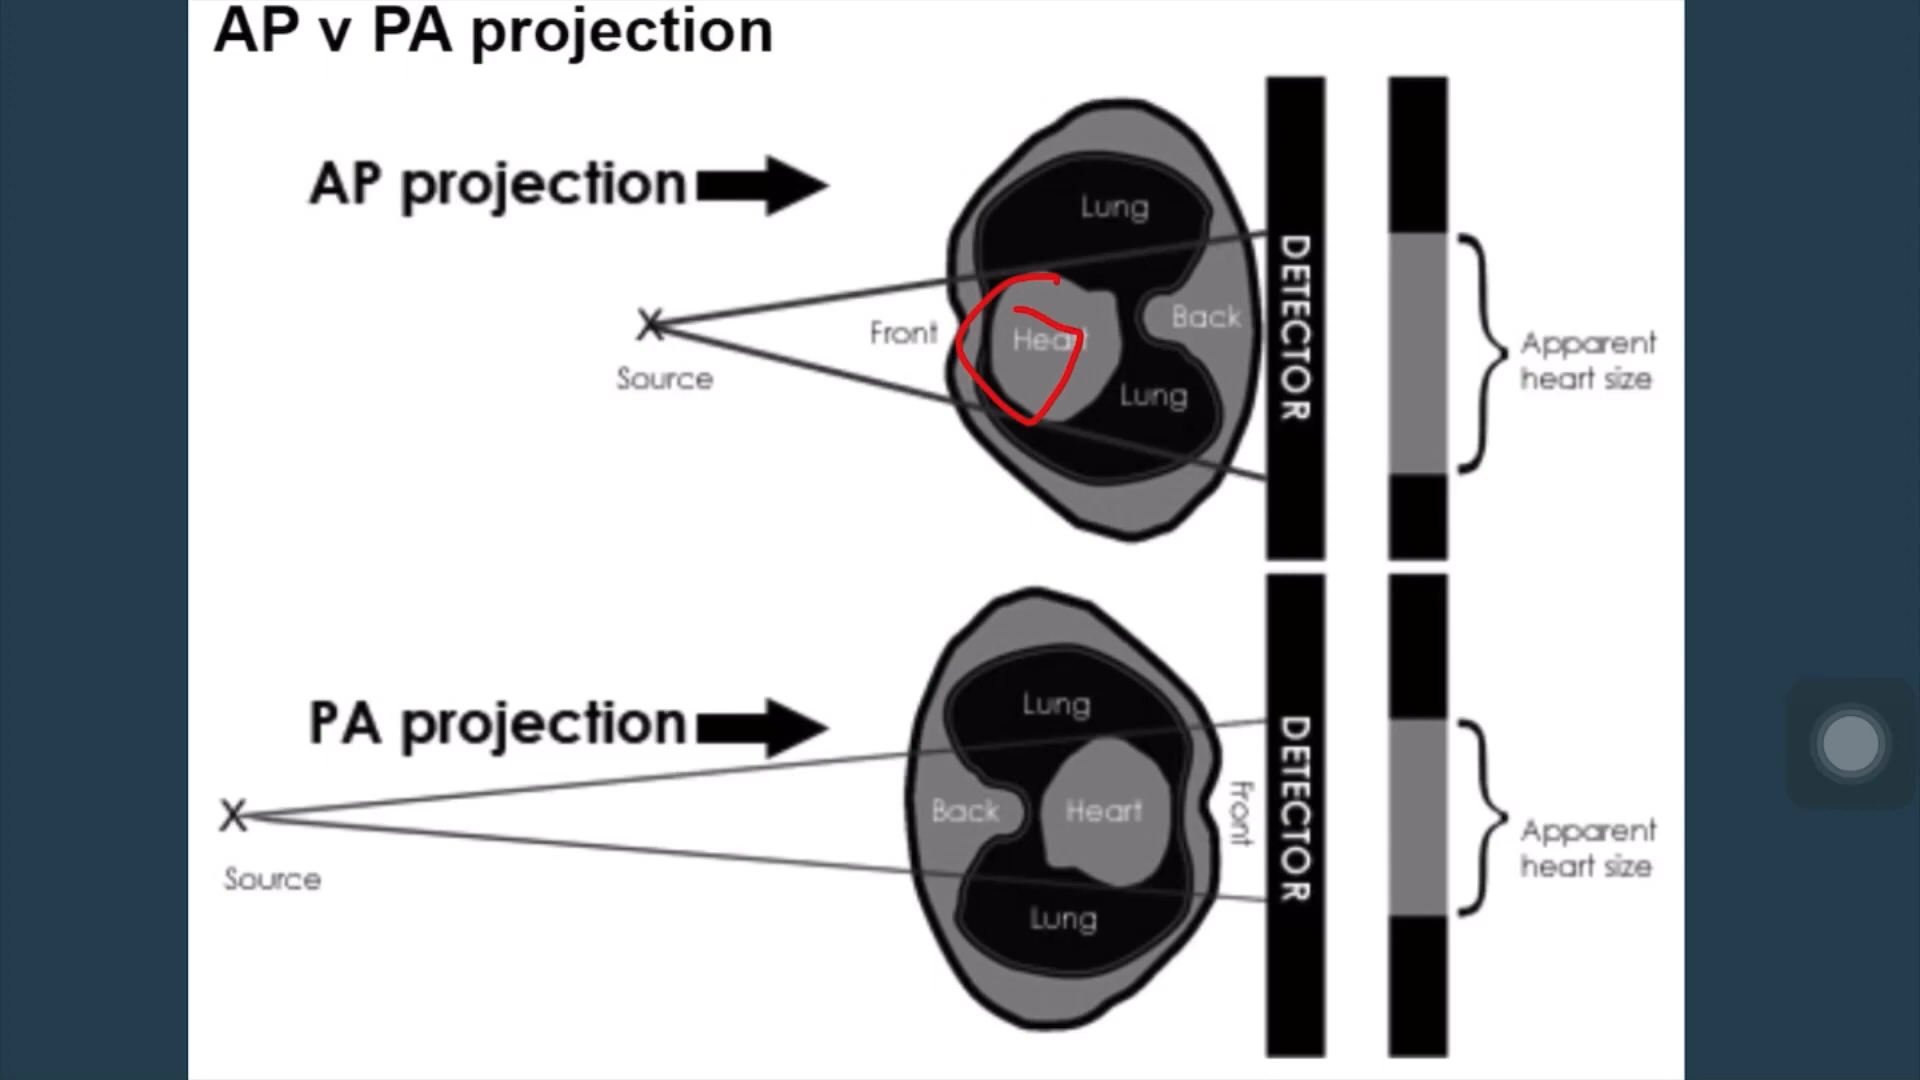 AP v PA projection
AP projection
Lung
DETECTOR
X
Front
Heart
Back
Apparent
heart size
Source
Lung
PA projection
Lung
DETECTOR
X
Back
Heart
Front
Apparent
heart size
Source
Lung